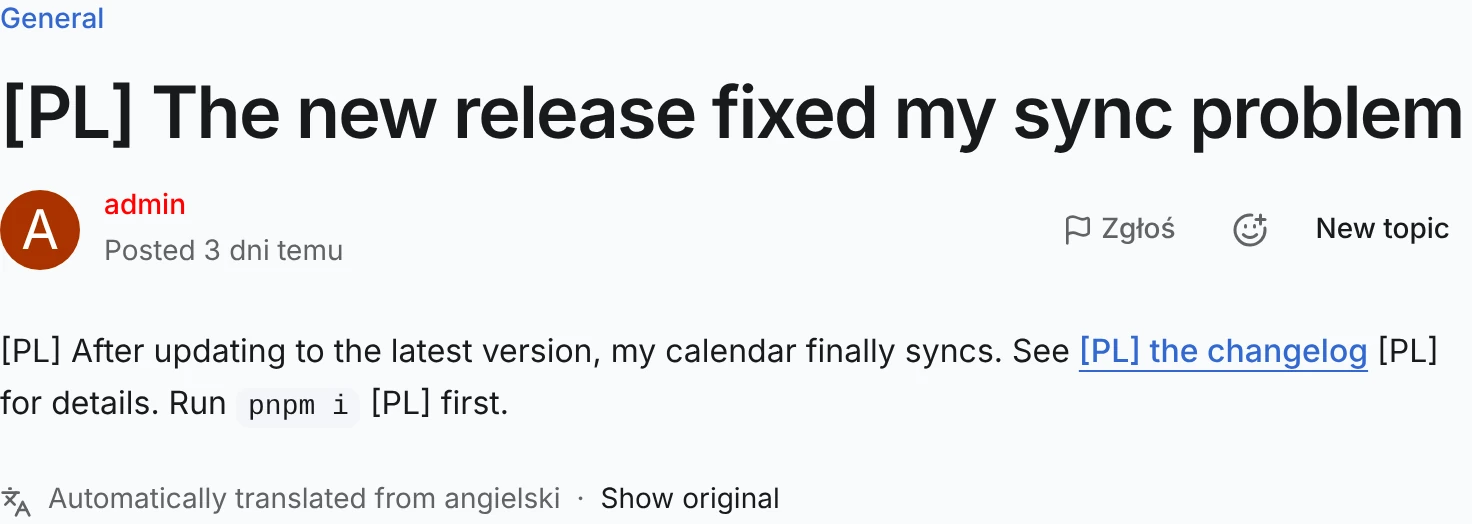 General
[PL] The new release fixed my sync problem
A
admin
Posted 3 dni temu
Zgłoś
New topic
[PL] After updating to the latest version, my calendar finally syncs. See [PL] the changelog [PL]
for details. Run pnpm i [PL] first.
Automatically translated from angielski · Show original